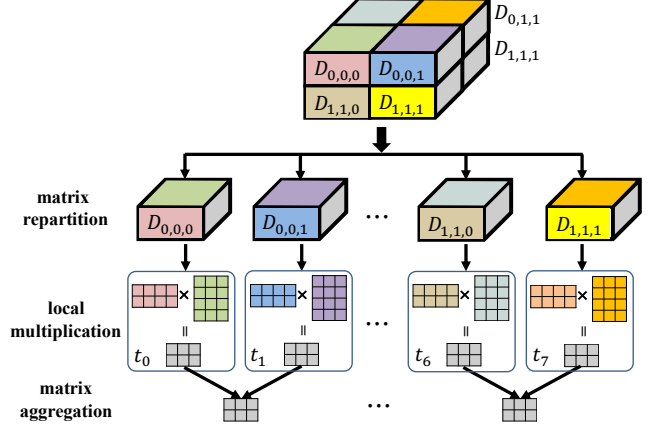 D0,1,1
D1,1,1
D0,0,0 D0,0,1
D1,1,0 D1,1,1
matrix
repartition
D0,0,0 D0,0,1 ... D1,1,0 D1,1,1
local
multiplication
× × ... × ×
= = = =
t0 t1 t6 t7
matrix
aggregation
...